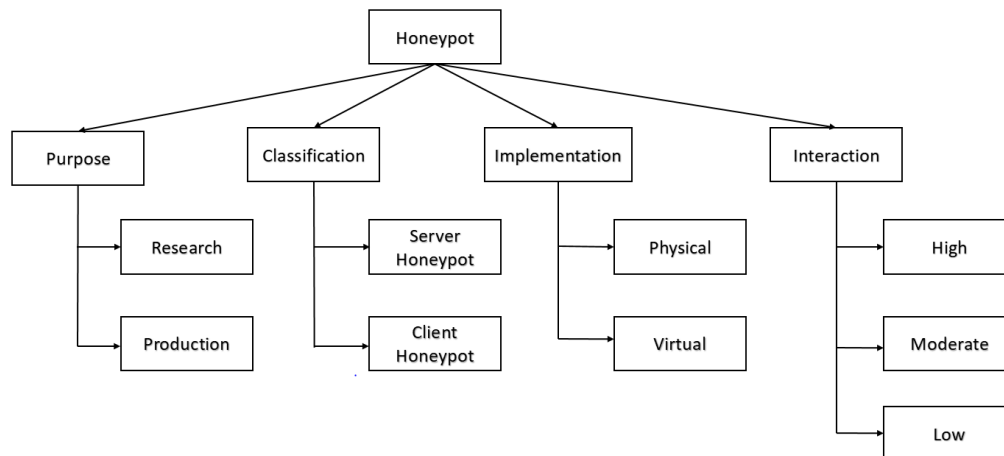 Honeypot
Purpose
Classification
Implementation
Interaction
Research
Server
Honeypot
Physical
High
Production
Client
Honeypot
Virtual
Moderate
Low